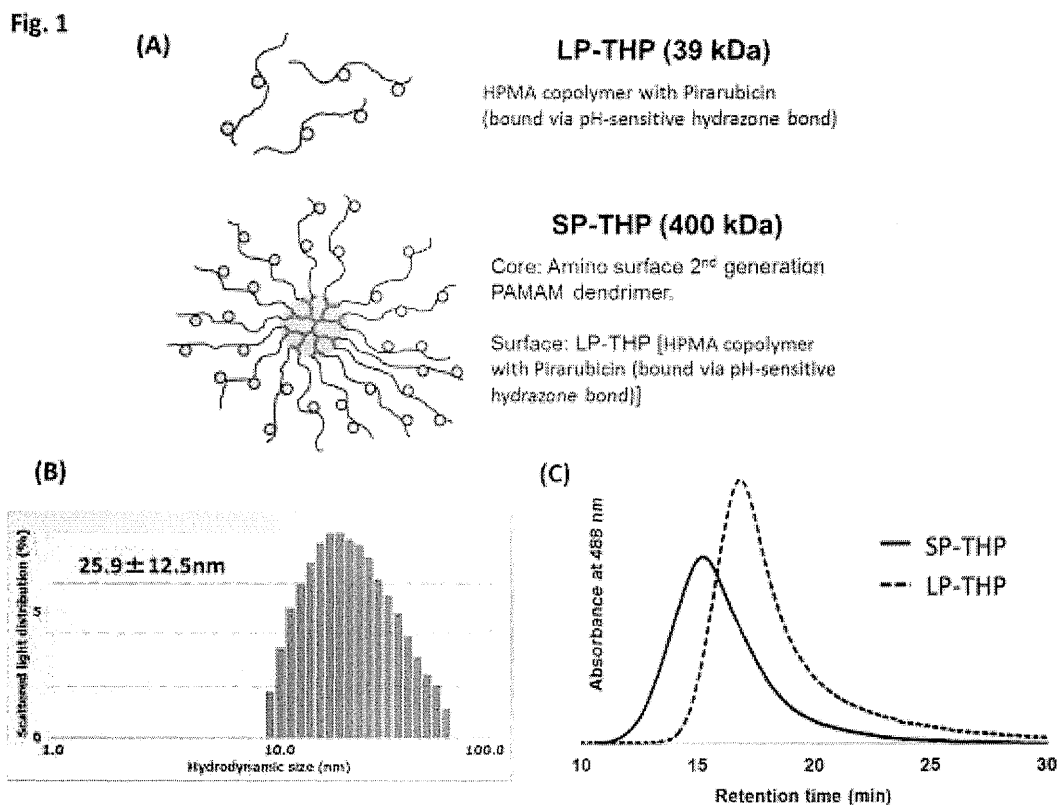 Fig. 1
(A)
LP-THP (39 kDa)
HPMA copolymer with Pirarubicin
(bound via pH-sensitive hydrazone bond)
SP-THP (400 kDa)
Core: Amino surface 2nd generation
PAMAM dendrimer.
Surface: LP-THP [HPMA copolymer
with Pirarubicin (bound via pH-sensitive
hydrazone bond)]
(B)
25.9±12.5nm
Scattered light distribution (%)
5
0
1.0
10.0
100.0
Hydrodynamic size (nm)
(C)
Absorbance at 488 nm
SP-THP
LP-THP
10
15
20
25
30
Retention time (min)